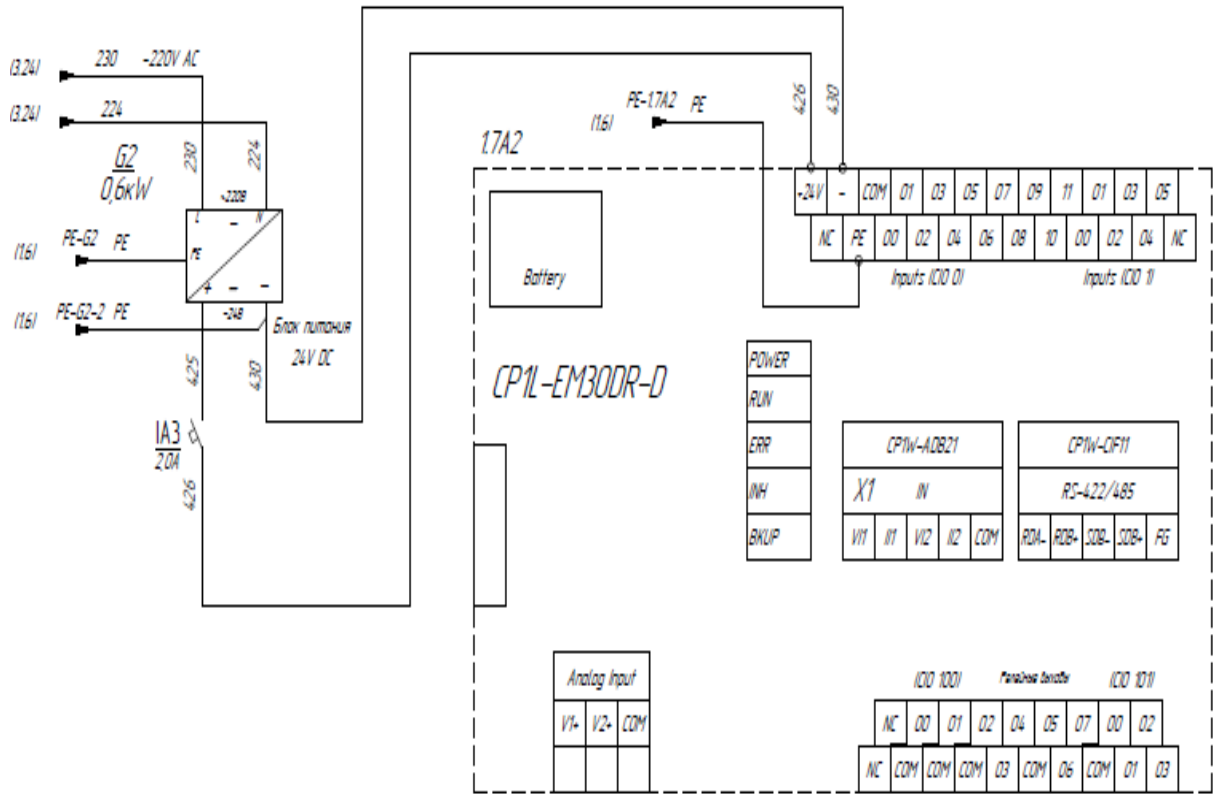 (3.24) 230 ~220V AC
(3.24) 224
G2
0,6кW
230
224
L ~220В N
PE
(1.6) PE-G2 PE
+ =24В -
(1.6) PE-G2-2 PE
Блок питания
24V DC
425
430
1A3
2,0A
426
PE-1.7A2 PE
(1.6)
426
430
1.7A2
+24V - COM 01 03 05 07 09 11 01 03 05
NC PE 00 02 04 06 08 10 00 02 04 NC
Inputs (CIO 0) Inputs (CIO 1)
Battery
CP1L-EM30DR-D
POWER
RUN
ERR
INH
BKUP
CP1W-ADB21
X1 IN
VI1 II1 VI2 II2 COM
CP1W-CIF11
RS-422/485
RDA- RDB+ SDB- SDB+ FG
Analog Input
V1+ V2+ COM
(CIO 100) Релейные выходы (CIO 101)
NC 00 01 02 04 05 07 00 02
NC COM COM COM 03 COM 06 COM 01 03